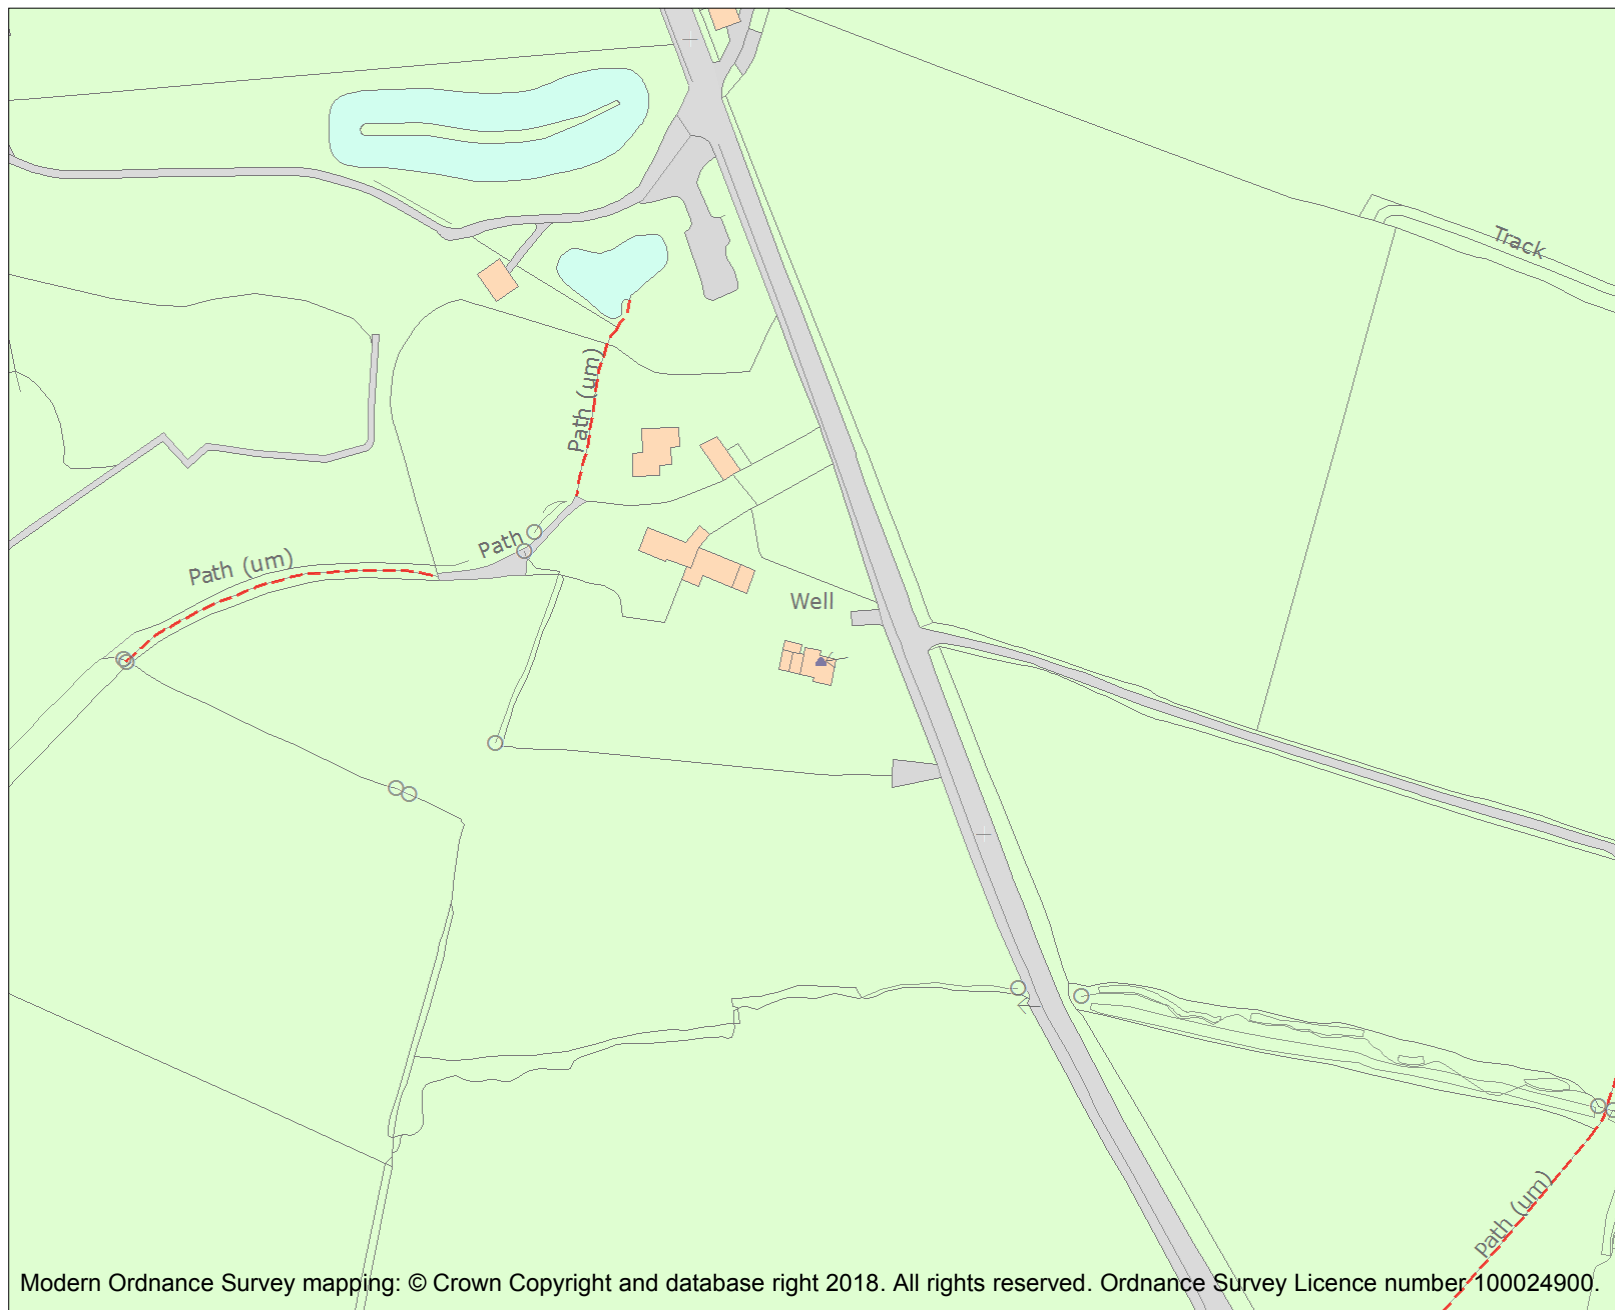 Track
Path (um)
Path
Path (um)
Well
Path (um)
Modern Ordnance Survey mapping: © Crown Copyright and database right 2018. All rights reserved. Ordnance Survey Licence number 100024900.